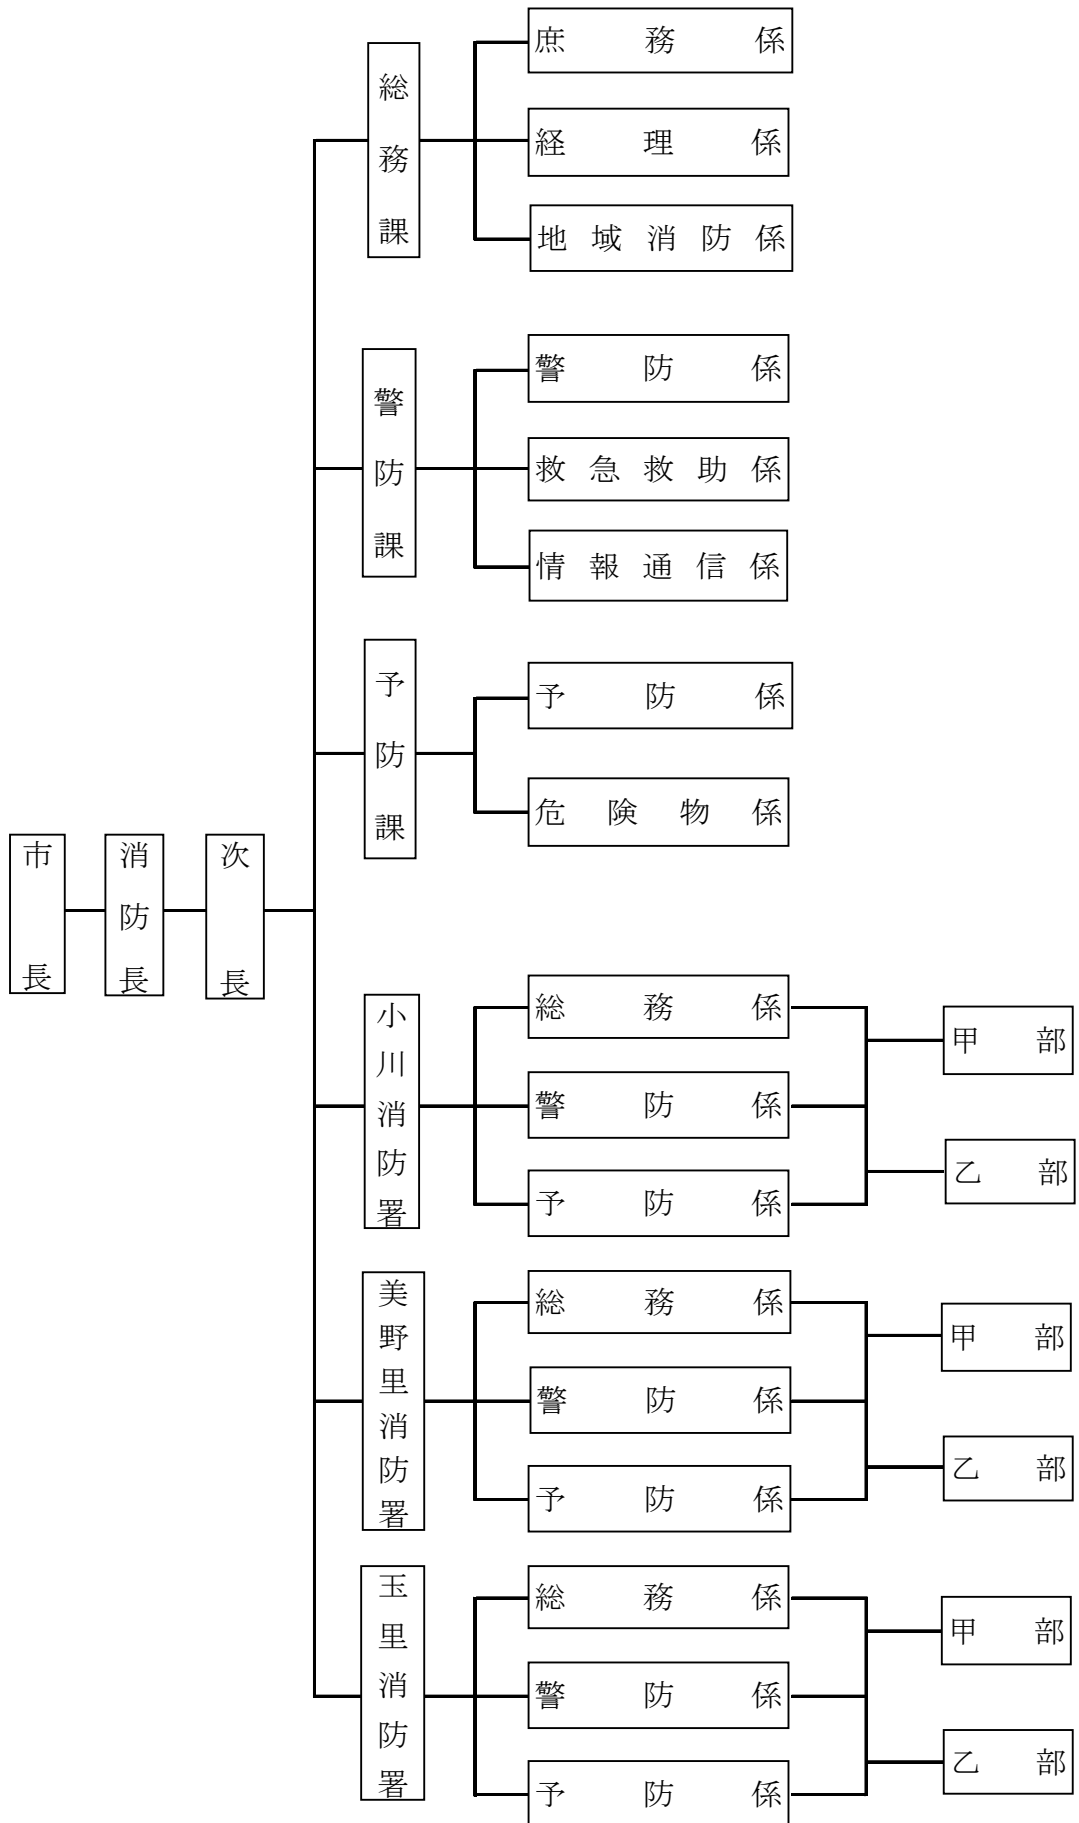 市長
消防長
次長
総務課
庶務係
経理係
地域消防係
警防課
警防係
救急救助係
情報通信係
予防課
予防係
危険物係
小川消防署
総務係
警防係
予防係
甲部
乙部
美野里消防署
総務係
警防係
予防係
甲部
乙部
玉里消防署
総務係
警防係
予防係
甲部
乙部